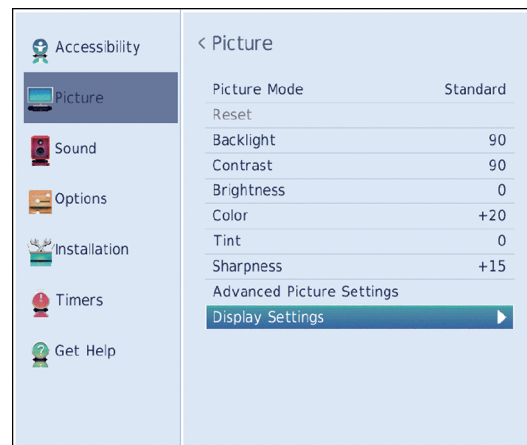 Accessibility
Picture
Sound
Options
Installation
Timers
Get Help
< Picture
Picture Mode Standard
Reset
Backlight 90
Contrast 90
Brightness 0
Color +20
Tint 0
Sharpness +15
Advanced Picture Settings
Display Settings